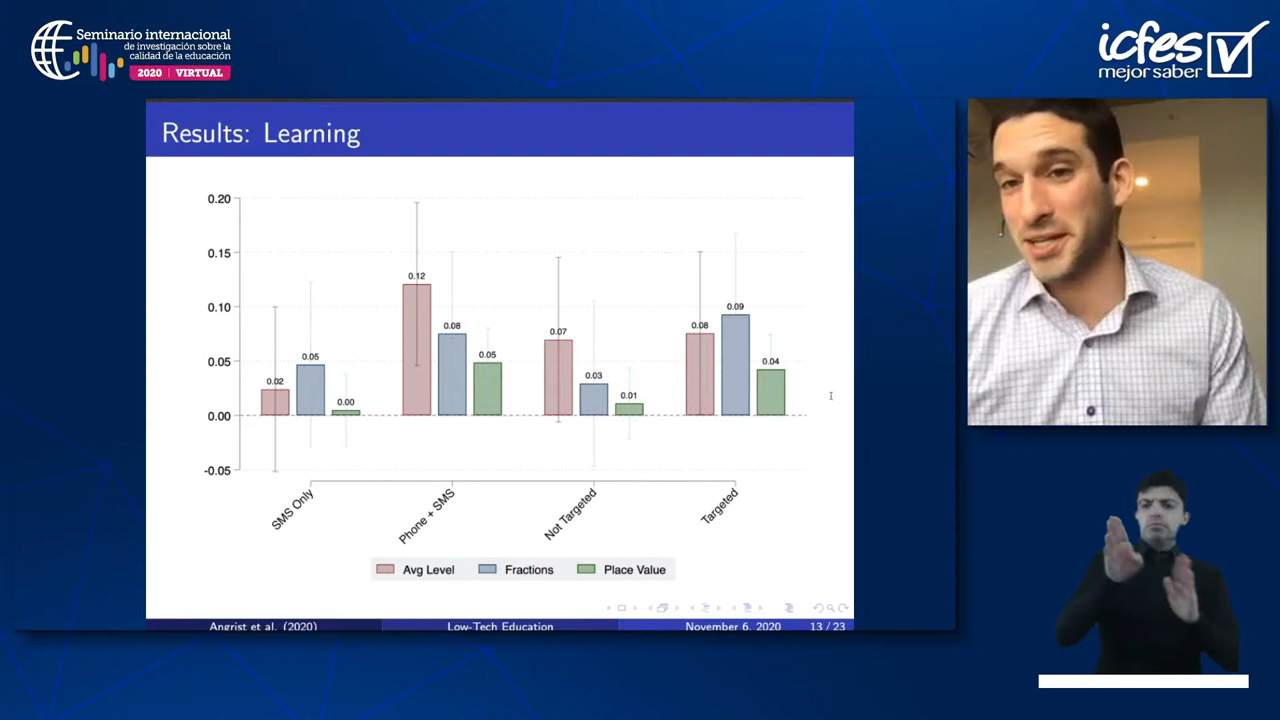 Seminario internacional
de investigación sobre la
calidad de la educación
2020 | VIRTUAL
icfes
mejor saber
Results: Learning
0.20
0.15
0.10
0.05
0.00
-0.05
0.02
0.05
0.00
0.12
0.08
0.05
0.07
0.03
0.01
0.08
0.09
0.04
SMS Only
Phone + SMS
Not Targeted
Targeted
Avg Level
Fractions
Place Value
Angrist et al. (2020)
Low-Tech Education
November 6, 2020
13 / 23